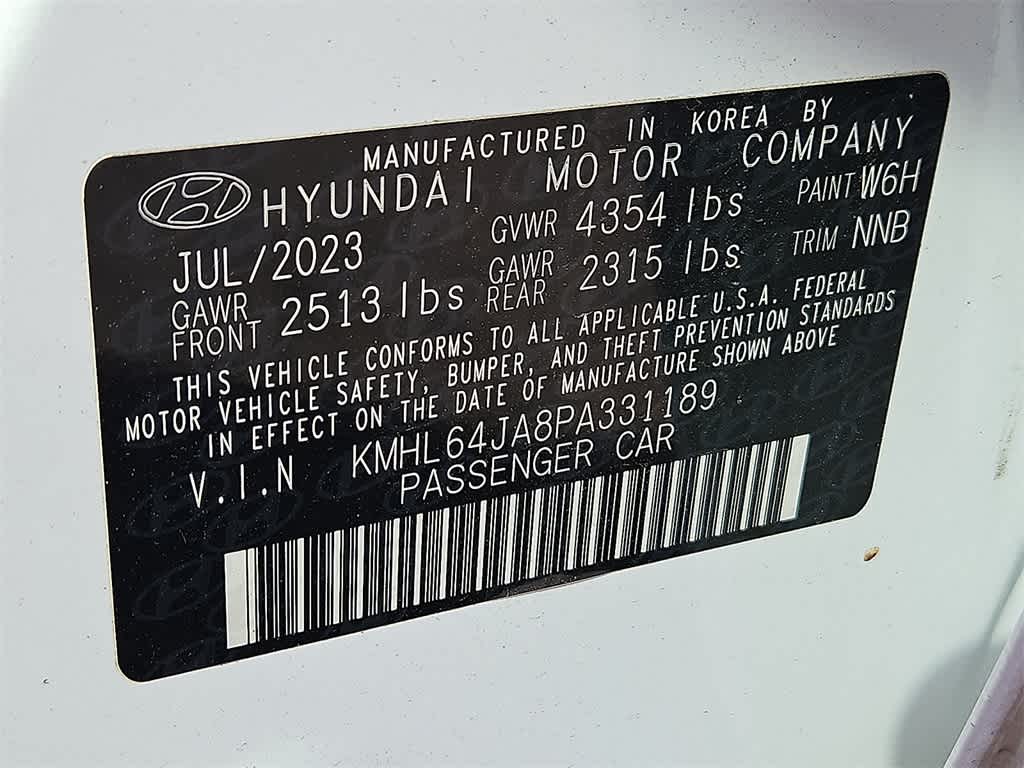 MANUFACTURED IN KOREA BY
HYUNDAI MOTOR COMPANY
JUL/2023 GVWR 4354 lbs PAINT W6H
GAWR FRONT 2513 lbs GAWR REAR 2315 lbs TRIM NNB
THIS VEHICLE CONFORMS TO ALL APPLICABLE U.S.A. FEDERAL
MOTOR VEHICLE SAFETY, BUMPER, AND THEFT PREVENTION STANDARDS
IN EFFECT ON THE DATE OF MANUFACTURE SHOWN ABOVE
V.I.N KMHL64JA8PA331189
PASSENGER CAR